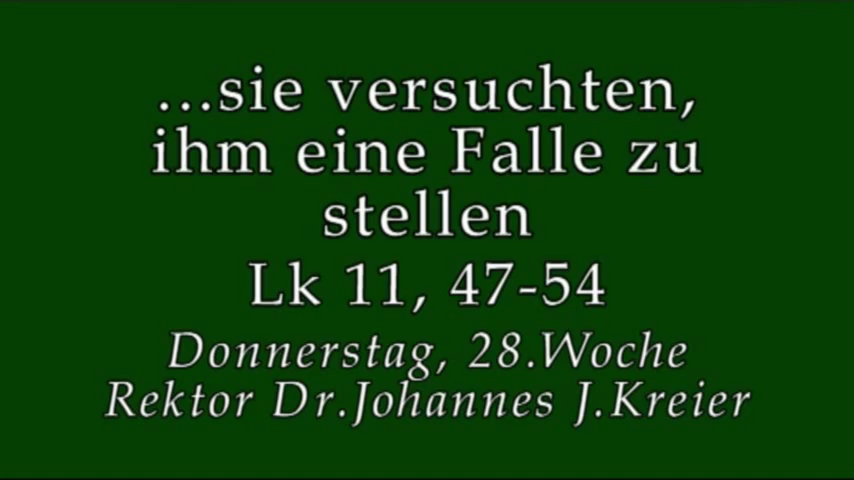 ...sie versuchten,
ihm eine Falle zu
stellen
Lk 11, 47-54
Donnerstag, 28.Woche
Rektor Dr.Johannes J.Kreier